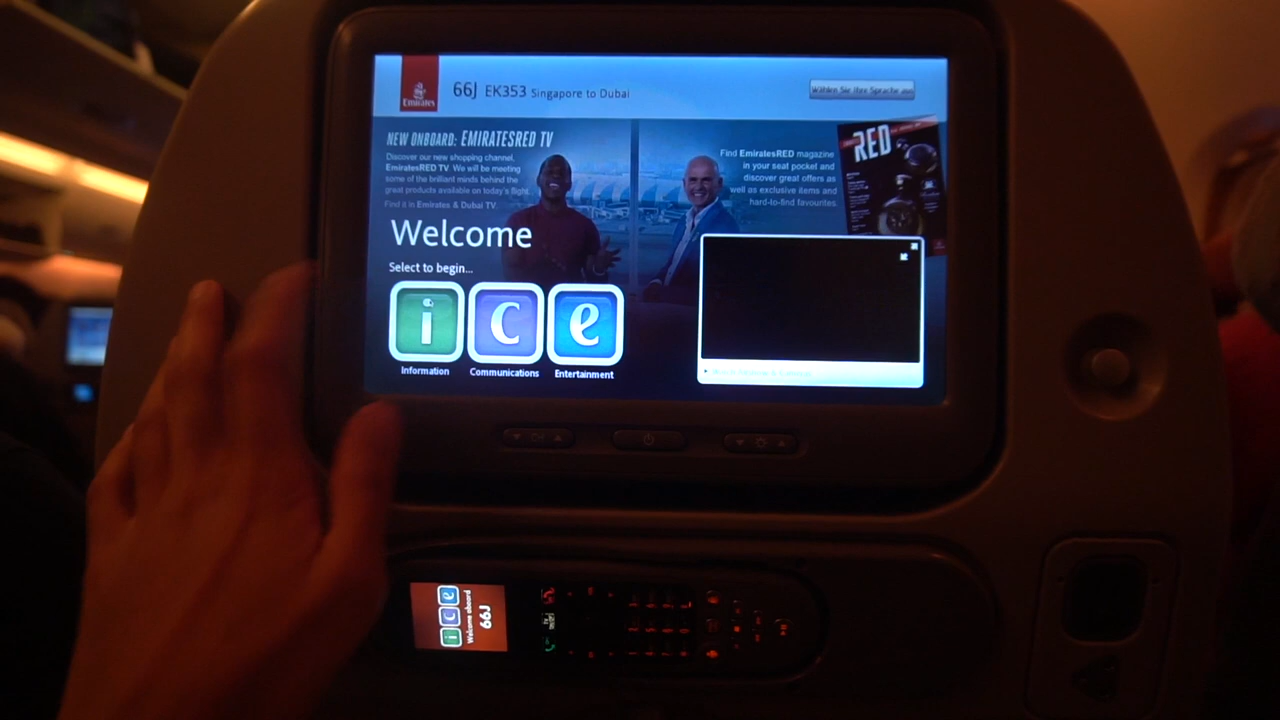 Emirates
66J EK353 Singapore to Dubai
Wählen Sie Ihre Sprache aus
NEW ONBOARD: EMIRATESRED TV
Discover our new shopping channel,
EmiratesRED TV. We will be meeting
some of the brilliant minds behind the
great products available on today's flight.
Find it in Emirates & Dubai TV.
Find EmiratesRED magazine
in your seat pocket and
discover great offers as
well as exclusive items and
hard-to-find favourites.
RED
Welcome
Select to begin...
i c e
Information Communications Entertainment
CH
i c e
Welcome aboard
66J